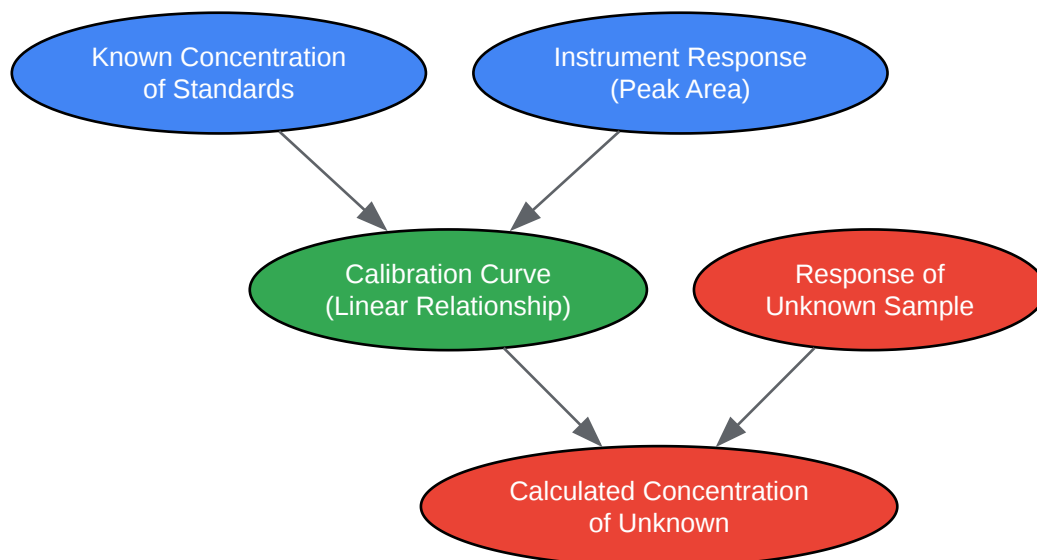 Known Concentration
of Standards
Instrument Response
(Peak Area)
Calibration Curve
(Linear Relationship)
Response of
Unknown Sample
Calculated Concentration
of Unknown